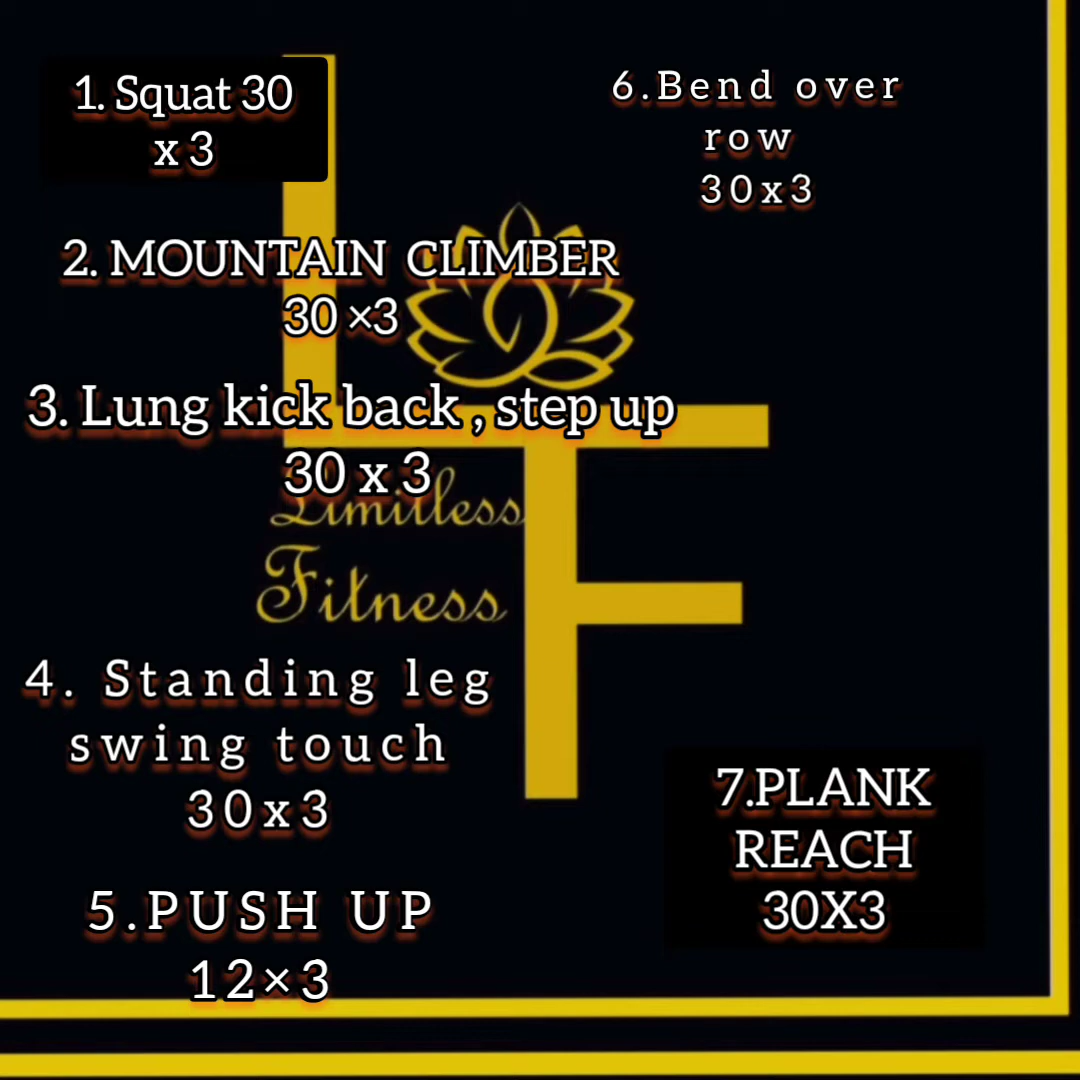 1. Squat 30
x 3
2. MOUNTAIN CLIMBER
30 ×3
3. Lung kick back , step up
30 x 3
Limitless
Fitness
4. Standing leg
swing touch
30x3
5.PUSH UP
12×3
6.Bend over
row
30x3
7.PLANK
REACH
30X3